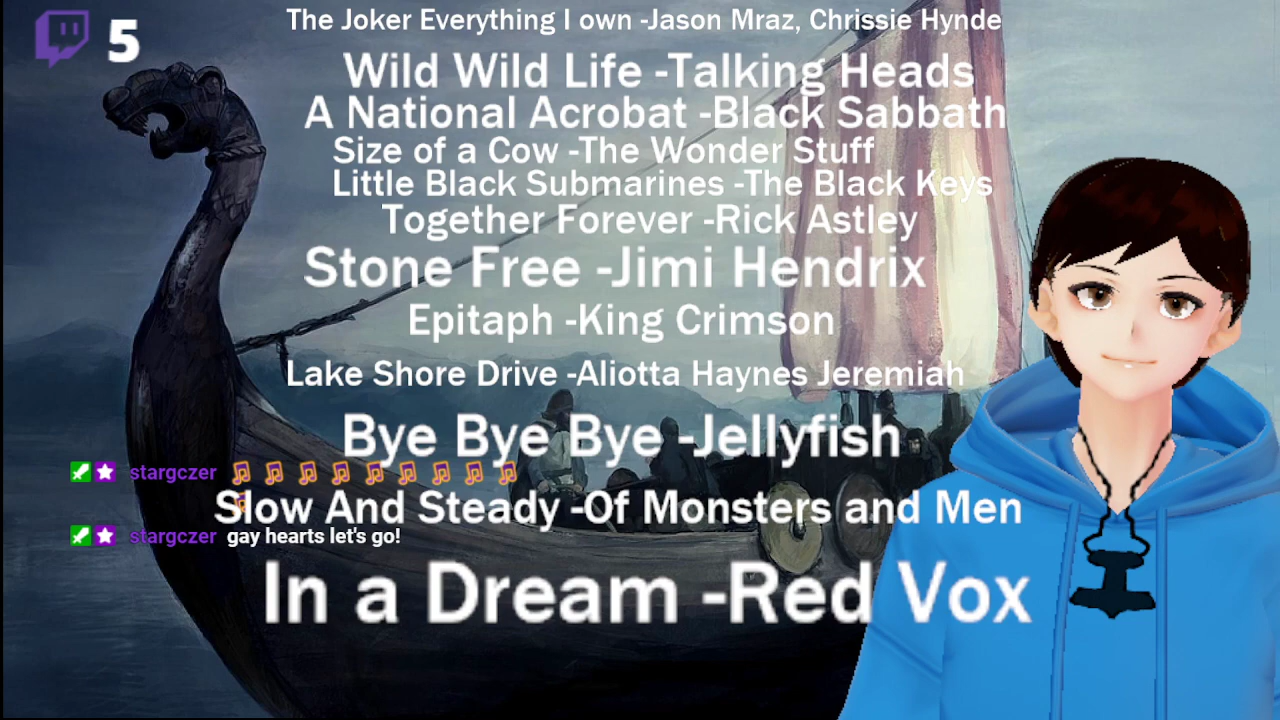 5
The Joker Everything I own -Jason Mraz, Chrissie Hynde
Wild Wild Life -Talking Heads
A National Acrobat -Black Sabbath
Size of a Cow -The Wonder Stuff
Little Black Submarines -The Black Keys
Together Forever -Rick Astley
Stone Free -Jimi Hendrix
Epitaph -King Crimson
Lake Shore Drive -Aliotta Haynes Jeremiah
Bye Bye Bye -Jellyfish
stargczer
Slow And Steady -Of Monsters and Men
stargczer gay hearts let's go!
In a Dream -Red Vox